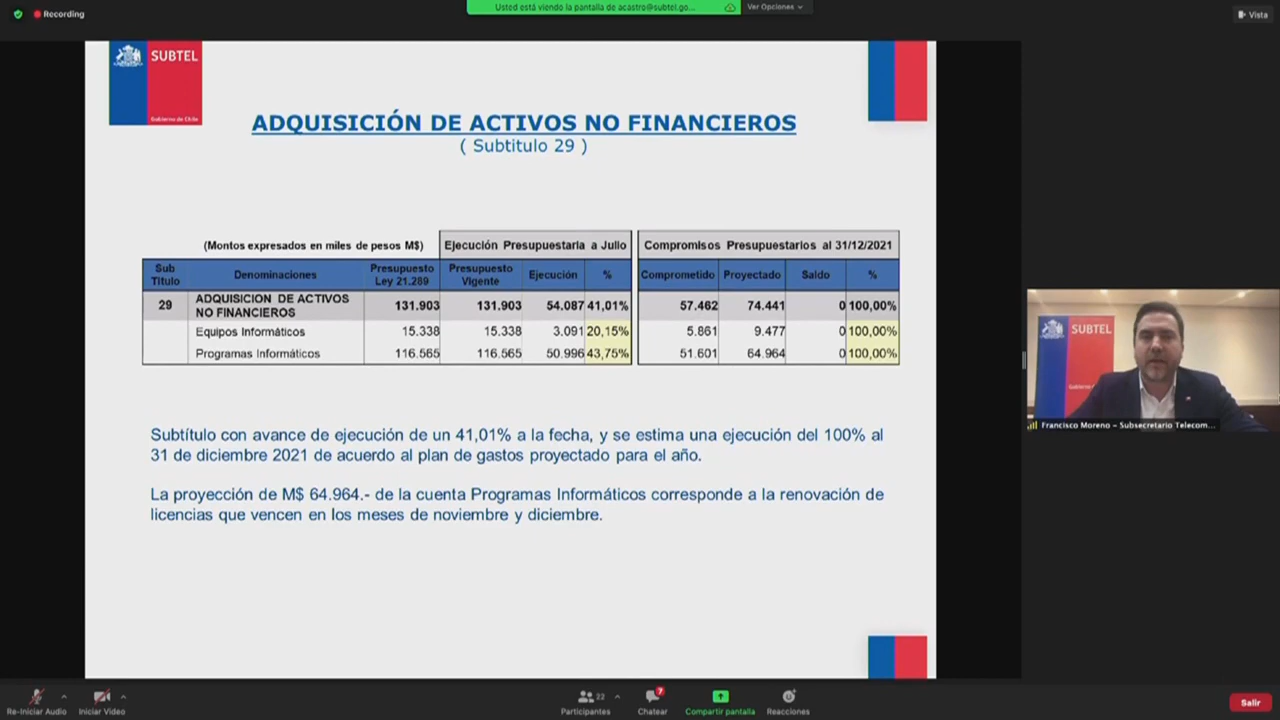 Recording
Usted está viendo la pantalla de acastro@subtel.go...
Ver Opciones
Vista
SUBTEL
Gobierno de Chile
ADQUISICIÓN DE ACTIVOS NO FINANCIEROS
( Subtitulo 29 )
(Montos expresados en miles de pesos M$) Ejecución Presupuestaria a Julio Compromisos Presupuestarios al 31/12/2021
Sub Titulo Denominaciones Presupuesto Ley 21.289 Presupuesto Vigente Ejecución % Comprometido Proyectado Saldo %
29 ADQUISICION DE ACTIVOS NO FINANCIEROS 131.903 131.903 54.087 41,01% 57.462 74.441 0 100,00%
Equipos Informáticos 15.338 15.338 3.091 20,15% 5.861 9.477 0 100,00%
Programas Informáticos 116.565 116.565 50.996 43,75% 51.601 64.964 0 100,00%
Subtítulo con avance de ejecución de un 41,01% a la fecha, y se estima una ejecución del 100% al
31 de diciembre 2021 de acuerdo al plan de gastos proyectado para el año.
La proyección de M$ 64.964.- de la cuenta Programas Informáticos corresponde a la renovación de
licencias que vencen en los meses de noviembre y diciembre.
SUBTEL
Francisco Moreno – Subsecretario Telecom...
Re-Iniciar Audio
Iniciar Video
22
Participantes
7
Chatear
Compartir pantalla
Reacciones
Salir